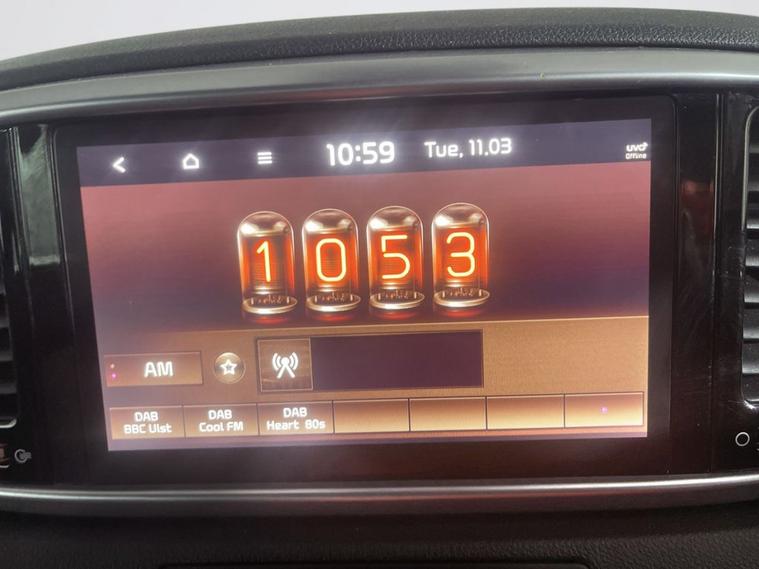 10:59 Tue, 11.03 UVO
Offline
1053
AM
DAB
BBC Ulst
DAB
Cool FM
DAB
Heart 80s